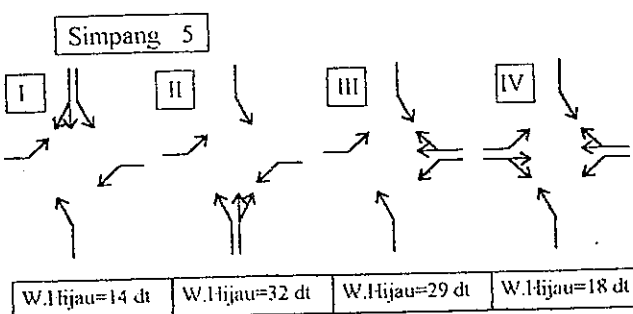 Simpang 5
I II III IV
W.Hijau=14 dt W.Hijau=32 dt W.Hijau=29 dt W.Hijau=18 dt